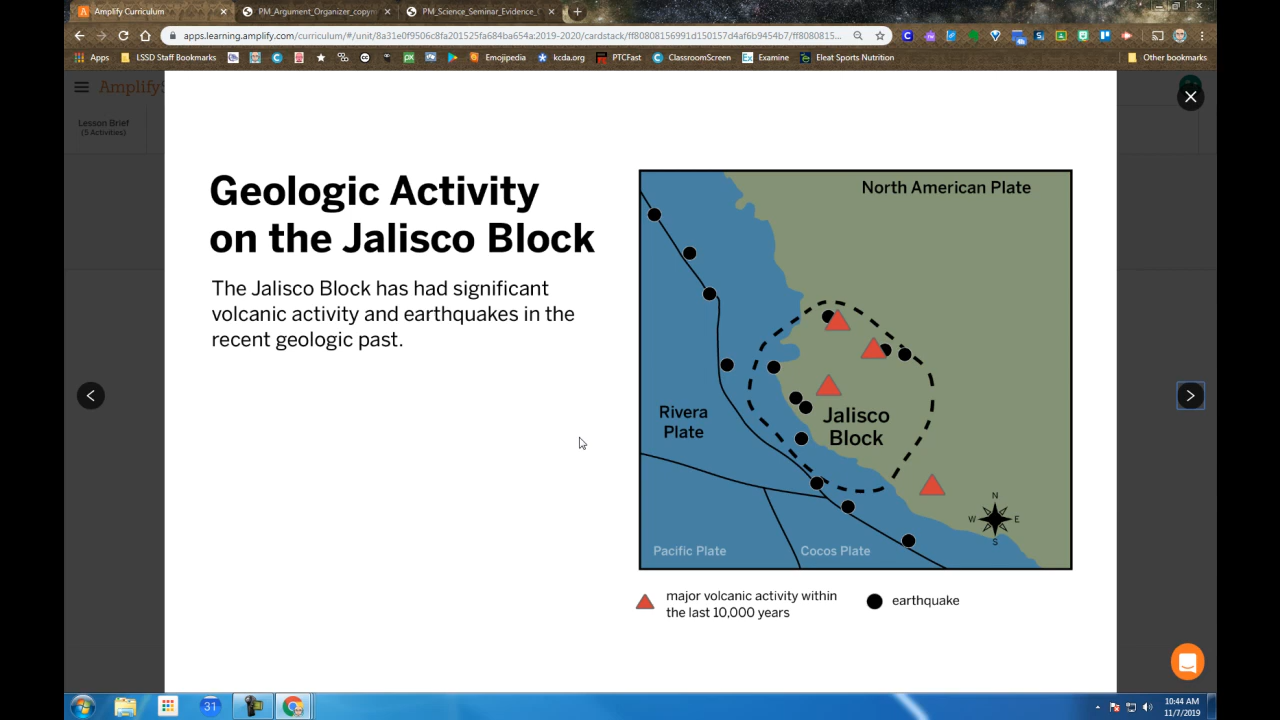 Amplify Curriculum
PM_Argument_Organizer_copyr
PM_Science_Seminar_Evidence_C
apps.learning.amplify.com/curriculum/#/unit/8a31e0f9506c8fa201525fa684ba654a:2019-2020/cardstack/ff80808156991d150157d4af6b9454b7/ff8080815...
Apps
LSSD Staff Bookmarks
Emojipedia
kcda.org
PTCFast
ClassroomScreen
Examine
Eleat Sports Nutrition
Other bookmarks
Lesson Brief
(5 Activities)
Geologic Activity
on the Jalisco Block
The Jalisco Block has had significant
volcanic activity and earthquakes in the
recent geologic past.
North American Plate
Rivera
Plate
Jalisco
Block
Pacific Plate
Cocos Plate
N
W
E
S
major volcanic activity within
the last 10,000 years
earthquake
31
10:44 AM
11/7/2019